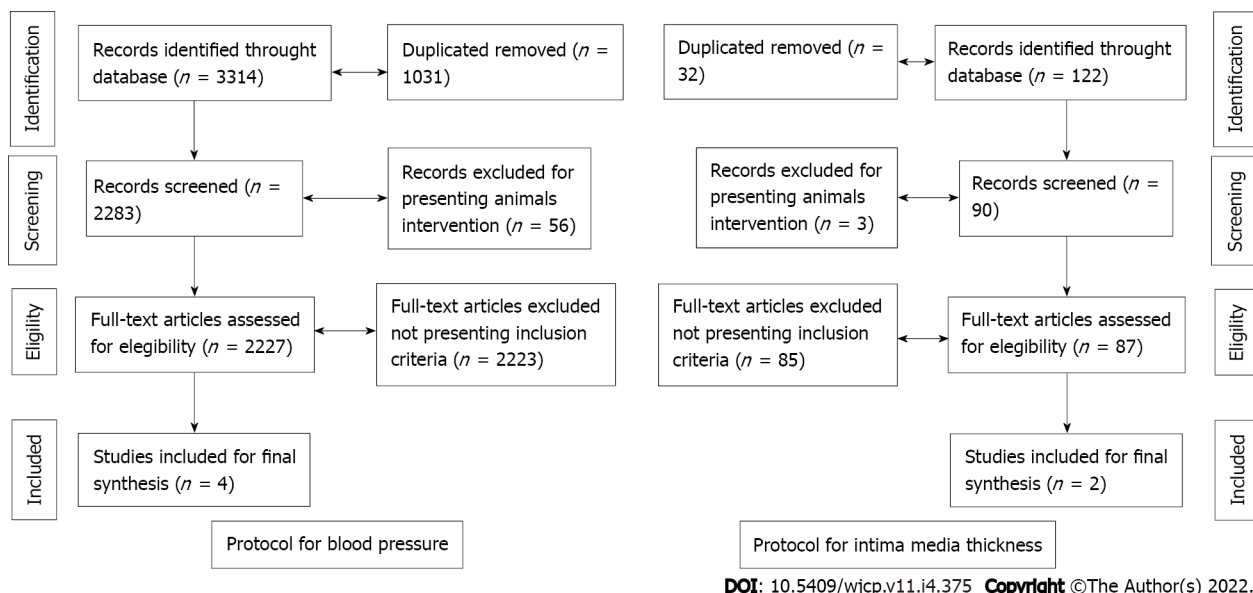 Identification
Records identified throught
database (n = 3314)
Duplicated removed (n =
1031)
Screening
Records screened (n =
2283)
Records excluded for
presenting animals
intervention (n = 56)
Eligility
Full-text articles assessed
for elegibility (n = 2227)
Full-text articles excluded
not presenting inclusion
criteria (n = 2223)
Included
Studies included for final
synthesis (n = 4)
Protocol for blood pressure
Duplicated removed (n =
32)
Records identified throught
database (n = 122)
Identification
Records excluded for
presenting animals
intervention (n = 3)
Records screened (n =
90)
Screening
Full-text articles excluded
not presenting inclusion
criteria (n = 85)
Full-text articles assessed
for elegibility (n = 87)
Eligility
Studies included for final
synthesis (n = 2)
Included
Protocol for intima media thickness
DOI: 10.5409/wjcp.v11.i4.375 Copyright ©The Author(s) 2022.